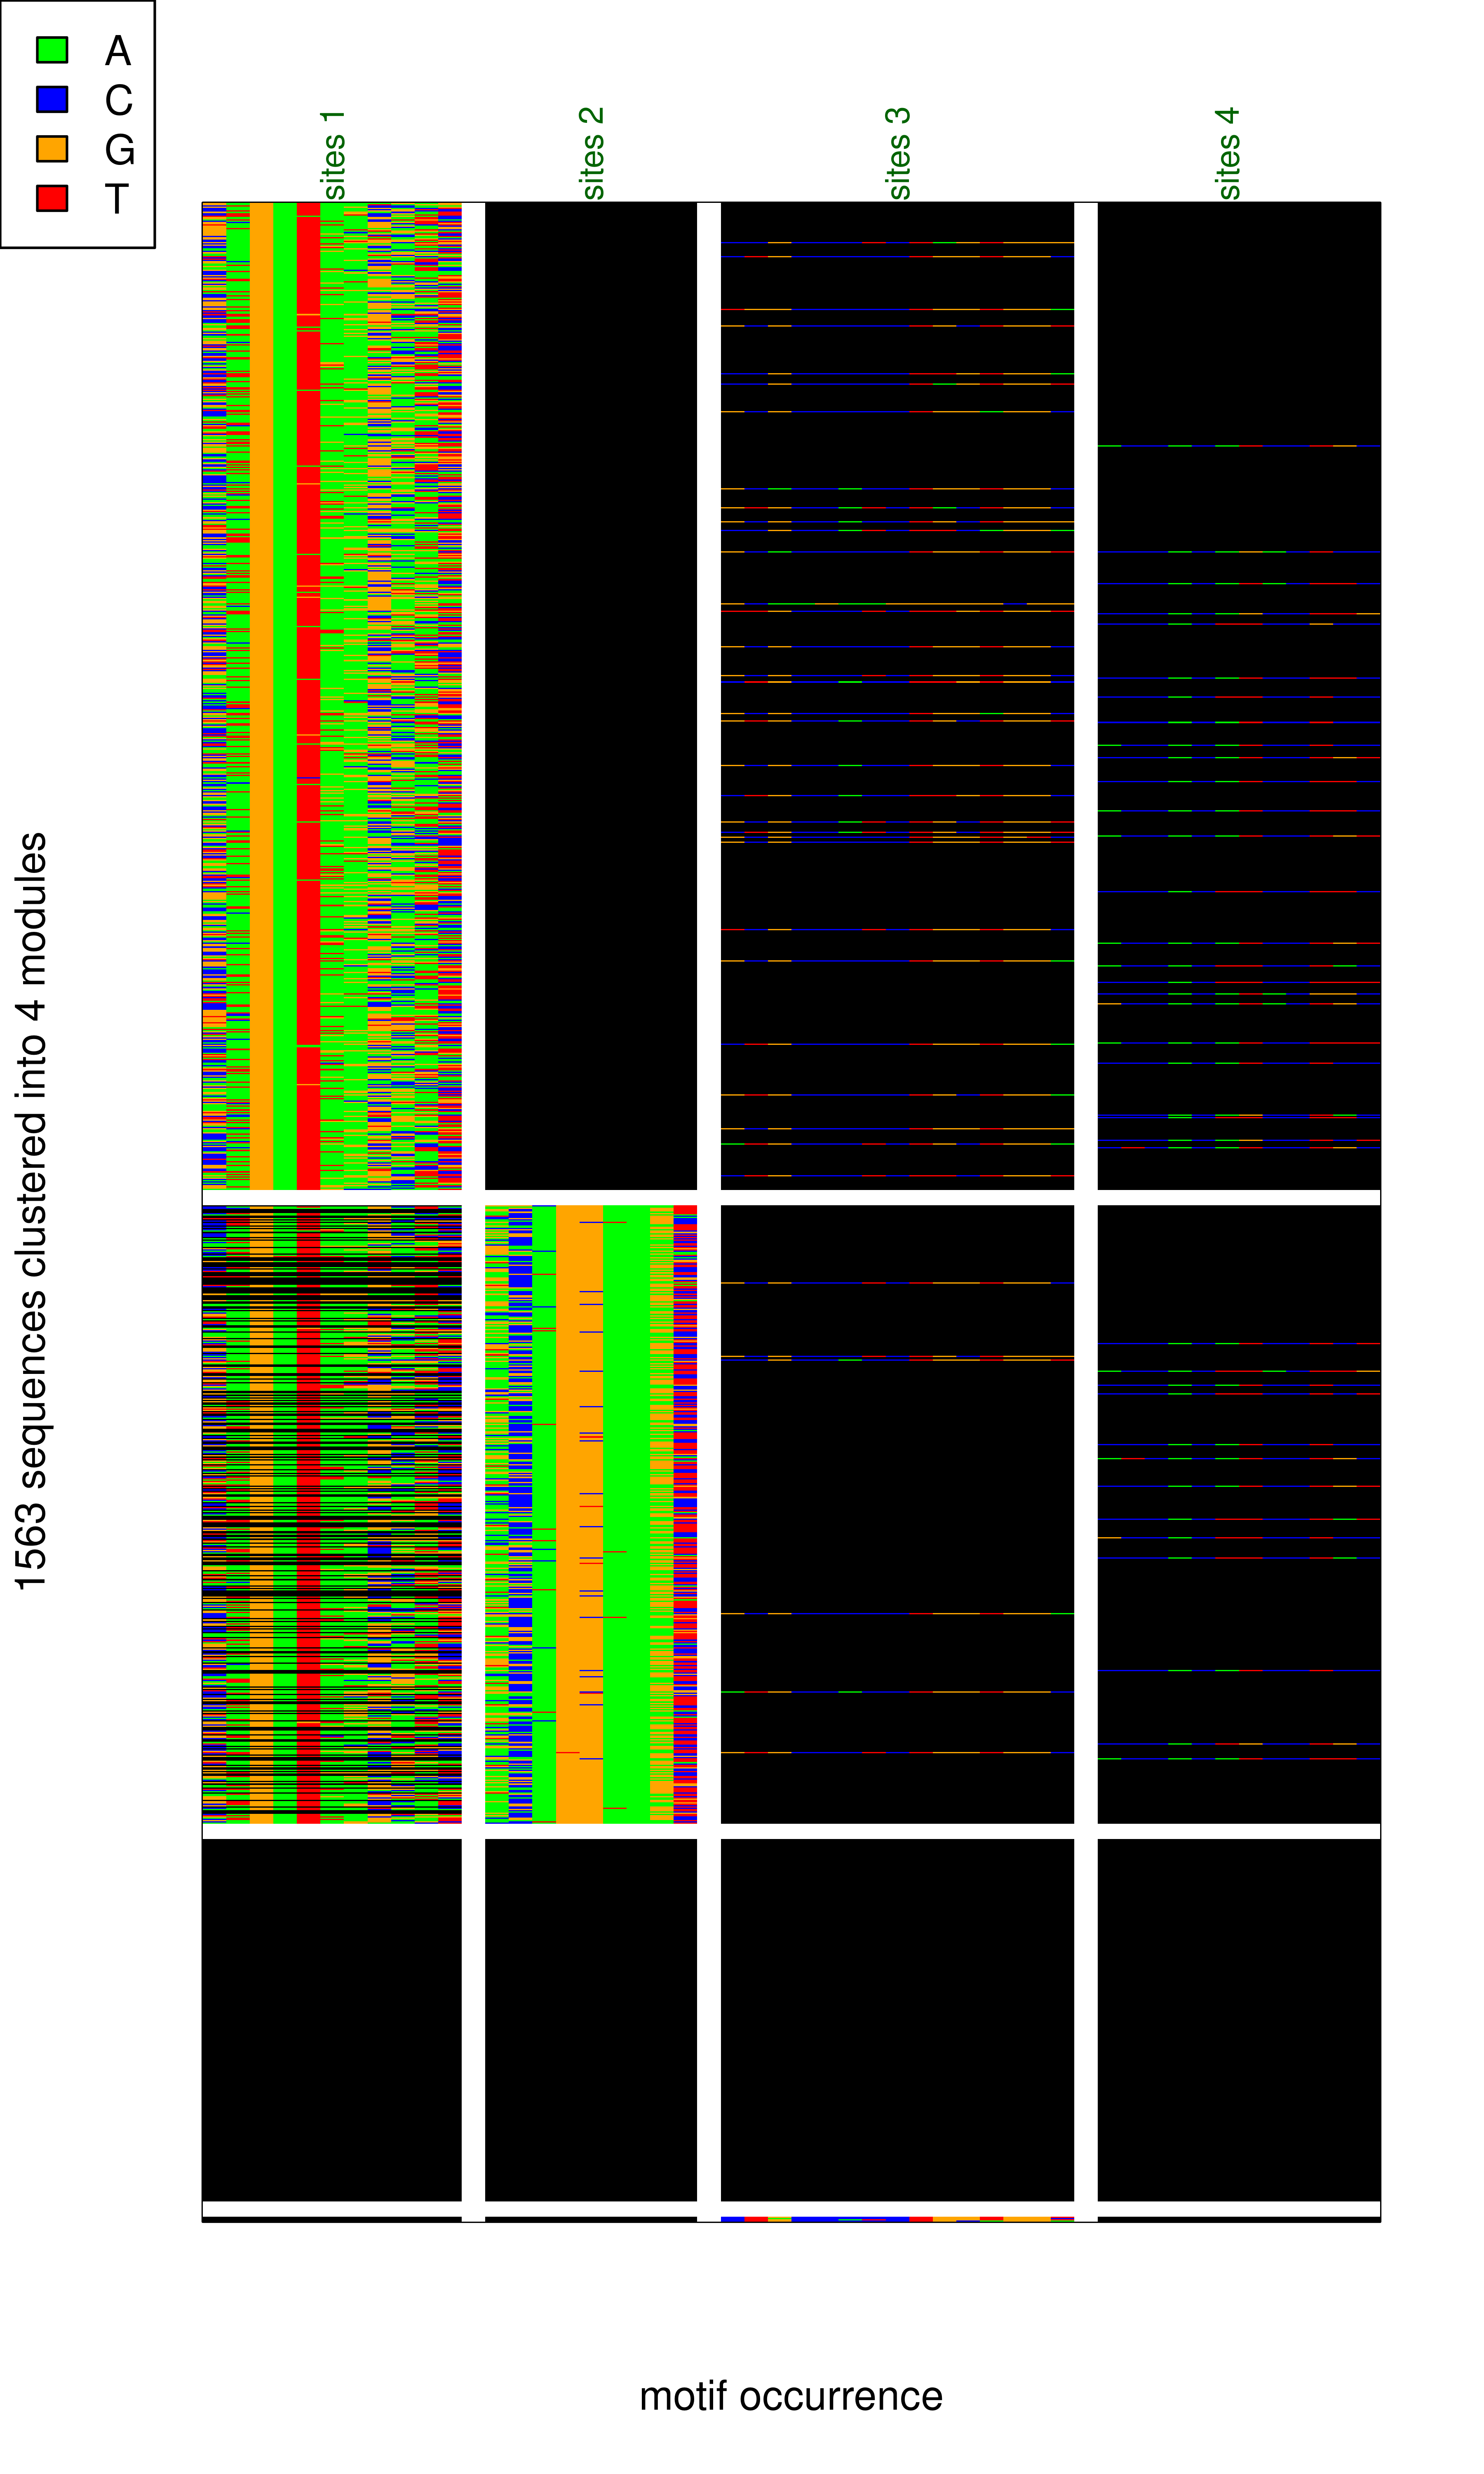 A
C
G
T
sites 1
sites 2
sites 3
sites 4
1563 sequences clustered into 4 modules
motif occurrence